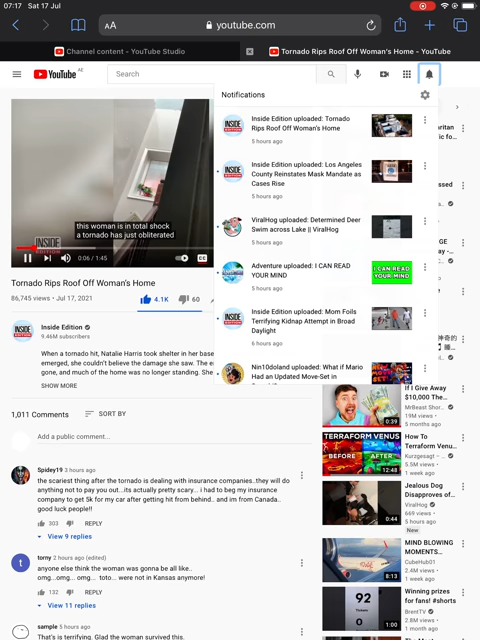 07:17 Sat 17 Jul
AA youtube.com
Channel content - YouTube Studio
Tornado Rips Roof Off Woman's Home - YouTube
YouTube AE
Search
Notifications
Inside Edition uploaded: Tornado
Rips Roof Off Woman's Home
5 hours ago
Inside Edition uploaded: Los Angeles
County Reinstates Mask Mandate as
Cases Rise
5 hours ago
ViralHog uploaded: Determined Deer
Swim across Lake || ViralHog
5 hours ago
Adventure uploaded: I CAN READ
YOUR MIND
5 hours ago
I CAN READ
YOUR MIND
Inside Edition uploaded: Mom Foils
Terrifying Kidnap Attempt in Broad
Daylight
6 hours ago
Nin10doland uploaded: What if Mario
Had an Updated Move-Set in
this woman is in total shock
a tornado has just obliterated
INSIDE
EDITION
0:06 / 1:45
Tornado Rips Roof Off Woman's Home
86,745 views • Jul 17, 2021
4.1K
60
Inside Edition
9.46M subscribers
When a tornado hit, Natalie Harris took shelter in her base
emerged, she couldn't believe the damage she saw. The e
gone, and much of the home was no longer standing. She
SHOW MORE
1,011 Comments SORT BY
Add a public comment...
Spidey19 3 hours ago
the scariest thing after the tornado is dealing with insurance companies..they will do
anything not to pay you out...its actually pretty scary... i had to beg my insurance
company to get 5k for my car after getting hit from behind.. and im from Canada..
good luck people!!
303 REPLY
View 9 replies
t
torny 2 hours ago (edited)
anyone else think the woman was gonna be all like..
omg...omg... omg... toto... were not in Kansas anymore!
132 REPLY
View 11 replies
sample 5 hours ago
That's is terrifying. Glad the woman survived this.
If I Give Away
$10,000 The...
MrBeast Shor...
19M views •
5 months ago
0:39
TERRAFORM VENUS
BEFORE AFTER
12:48
How To
Terraform Venu...
Kurzgesagt – ...
5.5M views •
1 week ago
Jealous Dog
Disapproves of...
ViralHog
669 views •
5 hours ago
New
0:44
MIND BLOWING
MOMENTS...
CubeHub01
2.4M views •
1 week ago
8:13
92
Tickets
1:00
Winning prizes
for fans! #shorts
BrentTV
2.8M views •
1 month ago